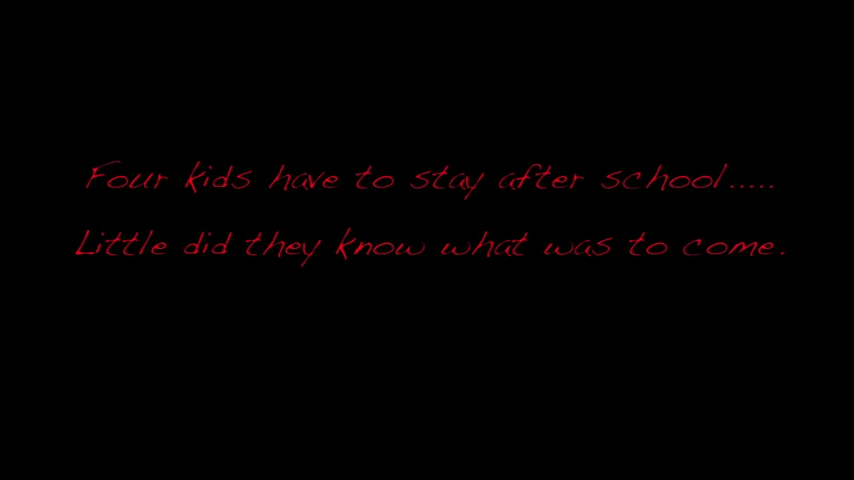 Four kids have to stay after school.....
Little did they know what was to come.